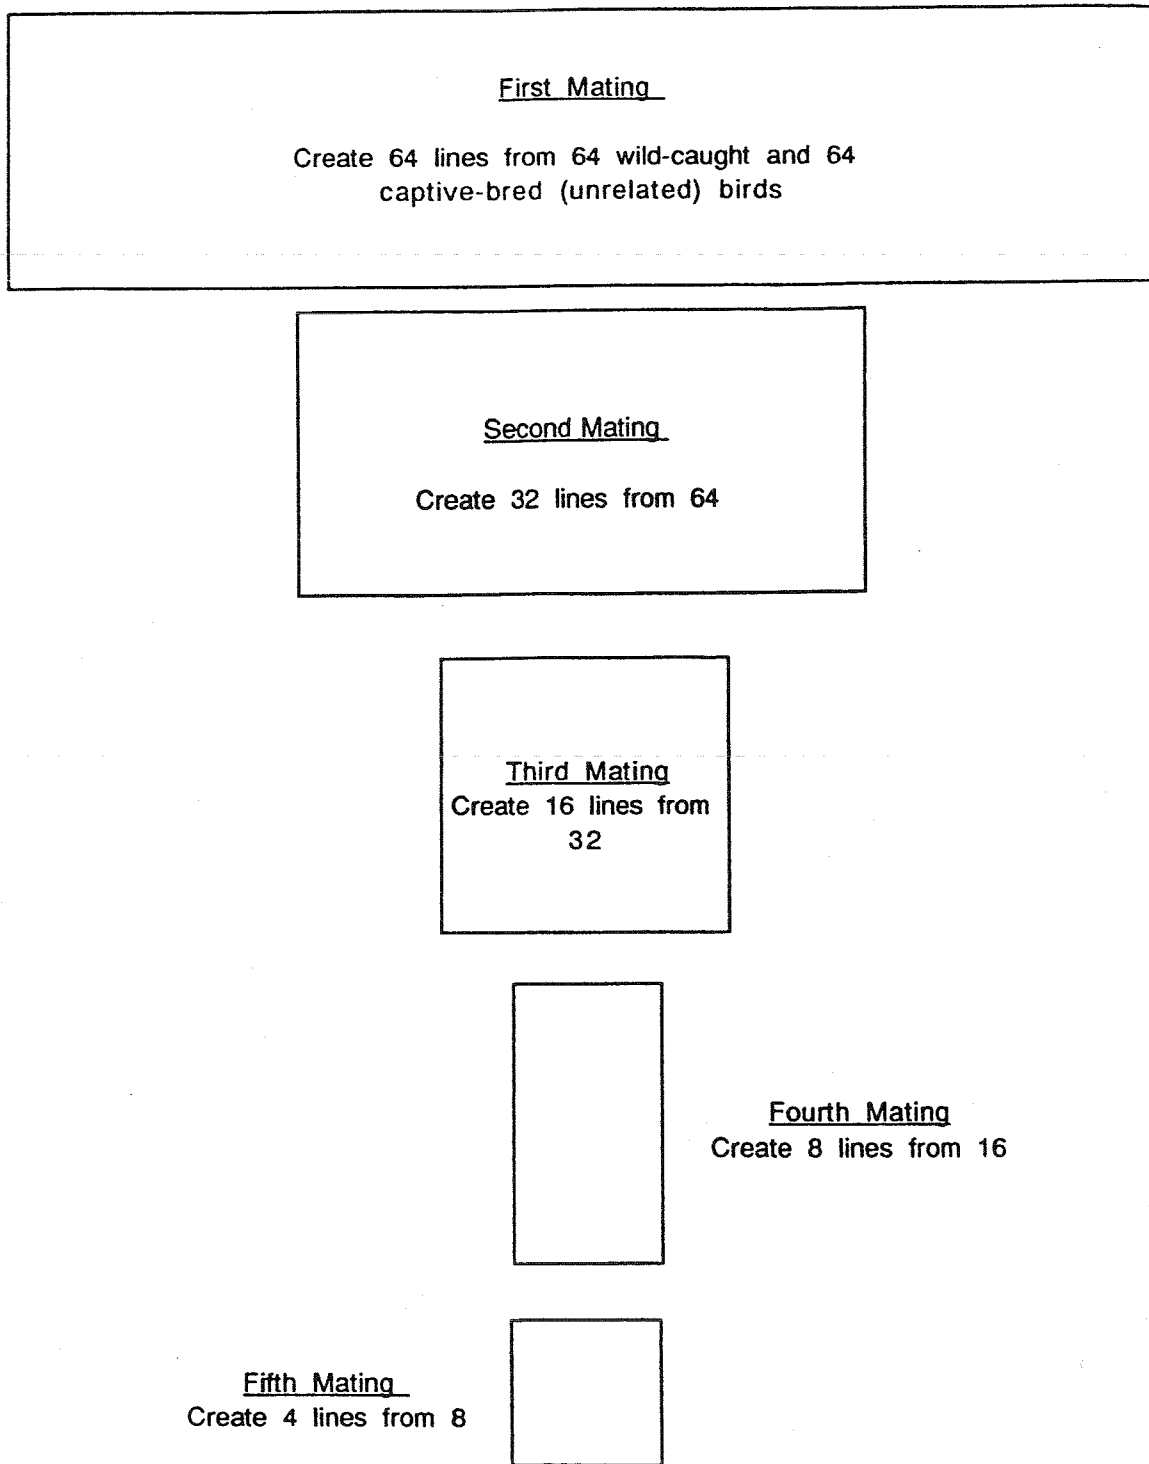 First Mating
Create 64 lines from 64 wild-caught and 64
captive-bred (unrelated) birds
Second Mating
Create 32 lines from 64
Third Mating
Create 16 lines from
32
Fourth Mating
Create 8 lines from 16
Fifth Mating
Create 4 lines from 8